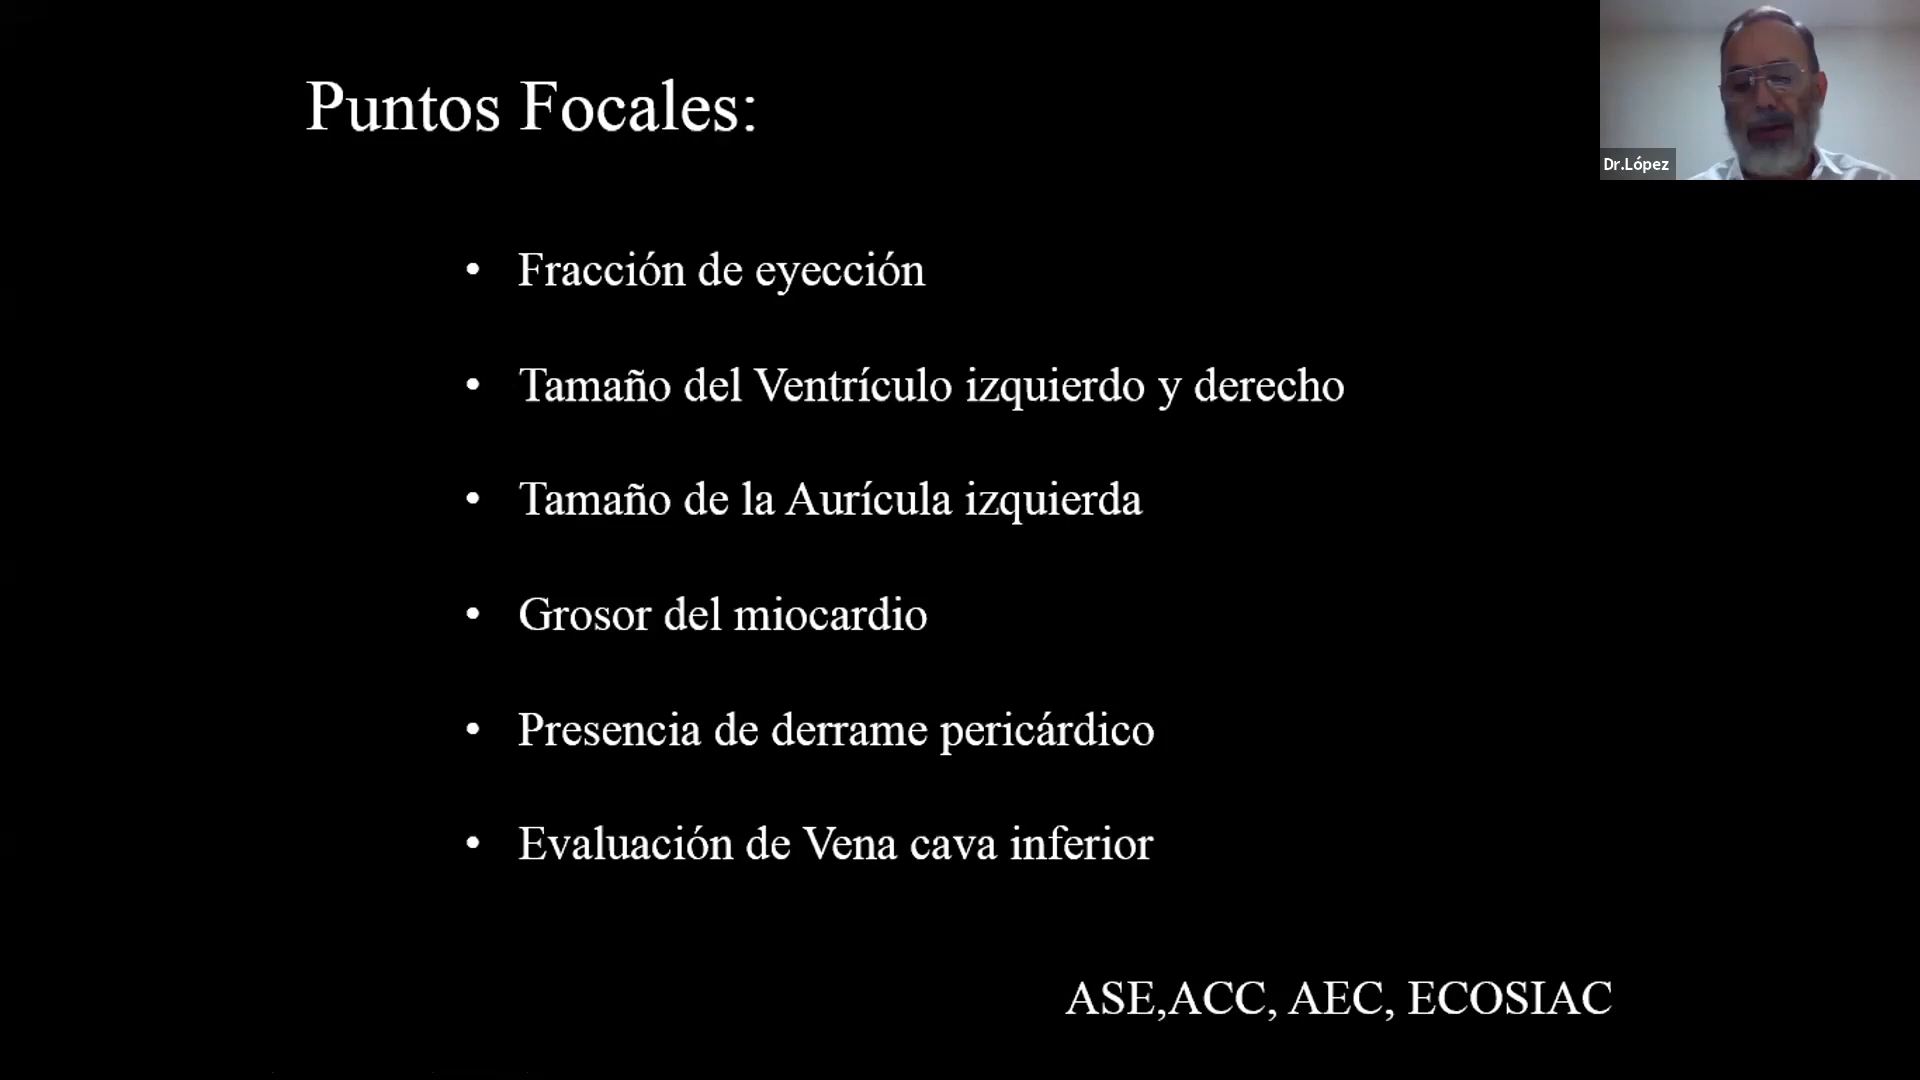 Puntos Focales:
Dr.López
• Fracción de eyección
• Tamaño del Ventrículo izquierdo y derecho
• Tamaño de la Aurícula izquierda
• Grosor del miocardio
• Presencia de derrame pericárdico
• Evaluación de Vena cava inferior
ASE,ACC, AEC, ECOSIAC